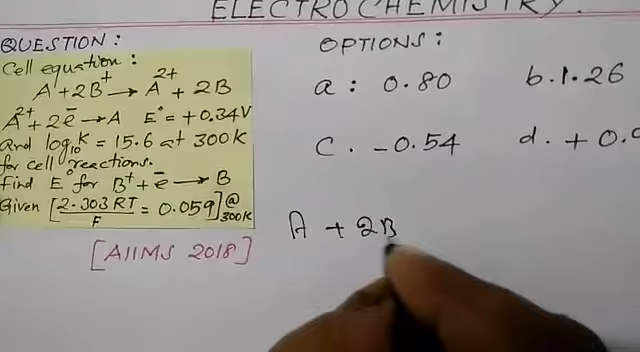 ELECTROCHEMISTRY.
QUESTION:
Cell equation:
A + 2B⁺ → A²⁺ + 2B
A²⁺ + 2e̅ → A E° = +0.34V
And log₁₀K = 15.6 at 300K
for cell reactions.
Find E° for B⁺ + e̅ → B
Given [2.303 RT/F = 0.059]@300K
[AIIMS 2018]
OPTIONS:
a: 0.80 b. 1.26
c. -0.54 d. +0.
A + 2B